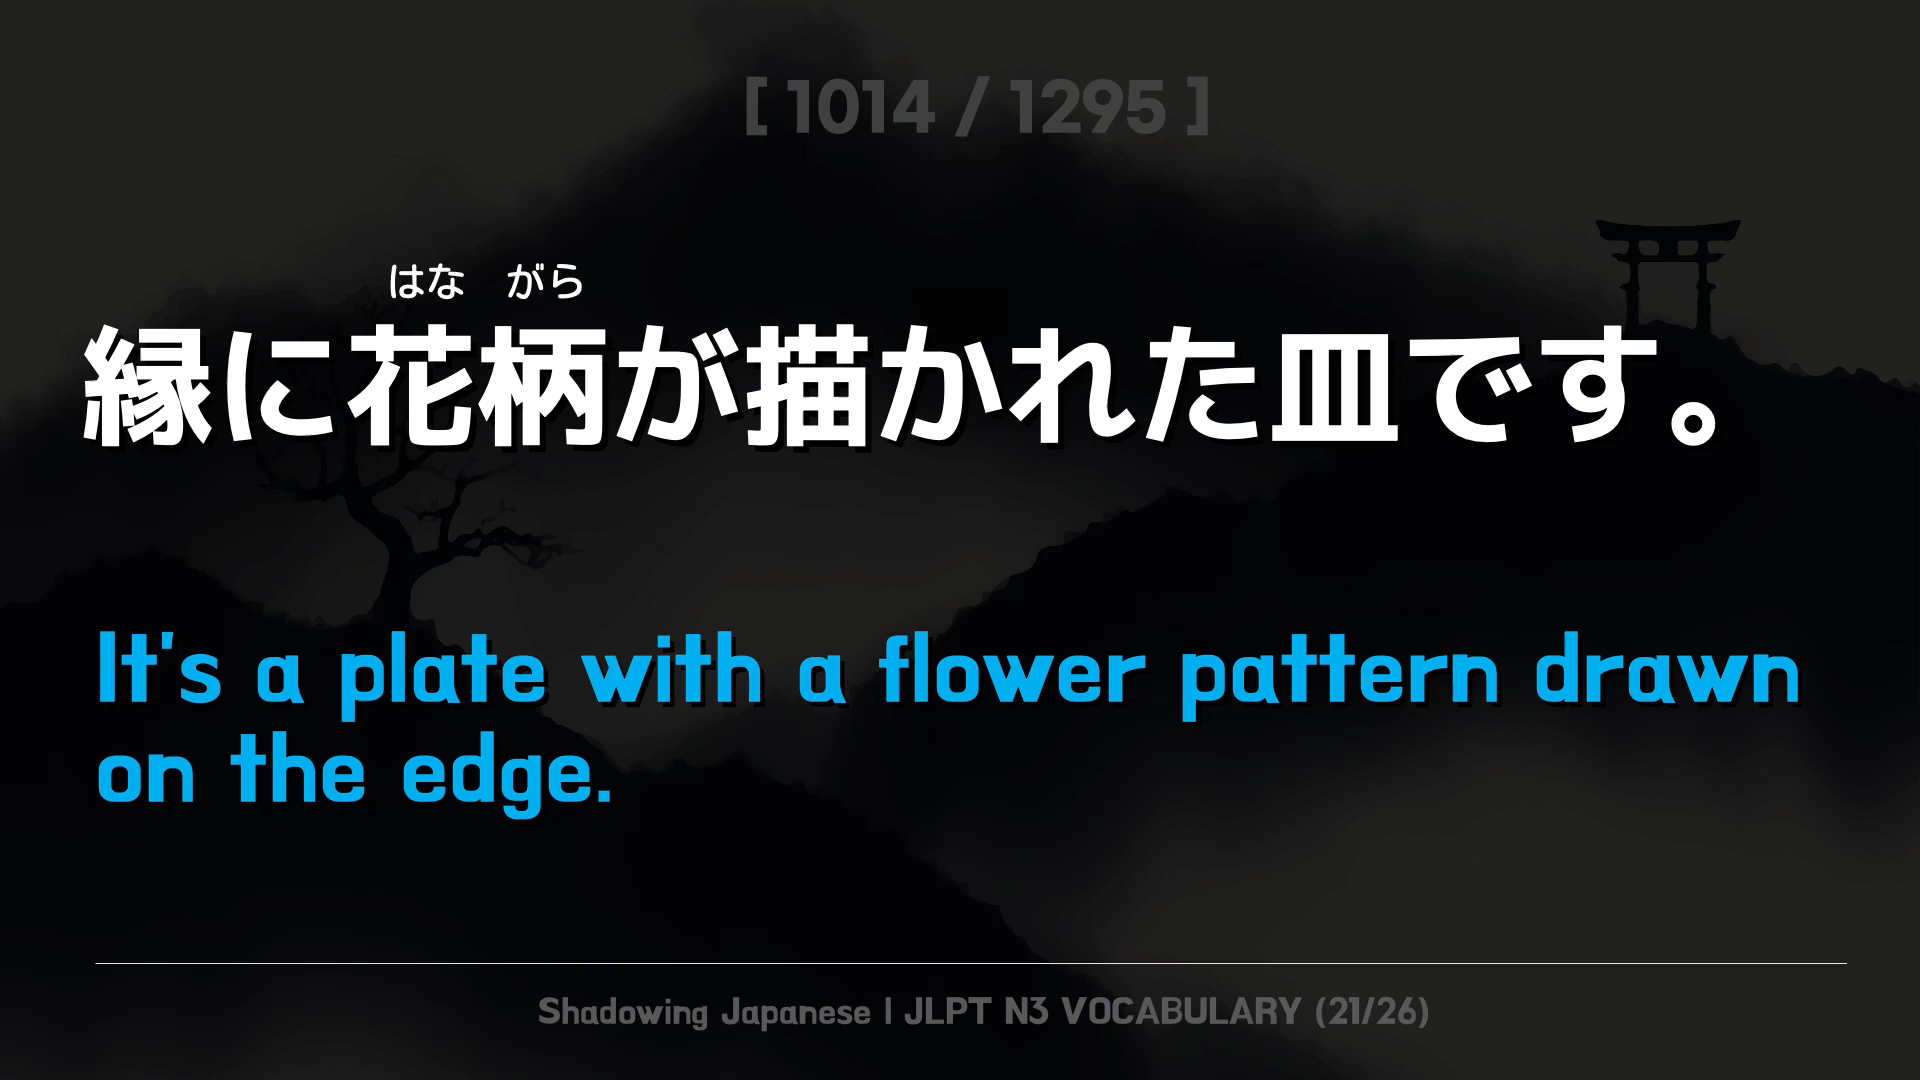 [ 1014 / 1295 ]
はな がら
縁に花柄が描かれた皿です。
It's a plate with a flower pattern drawn
on the edge.
Shadowing Japanese | JLPT N3 VOCABULARY (21/26)